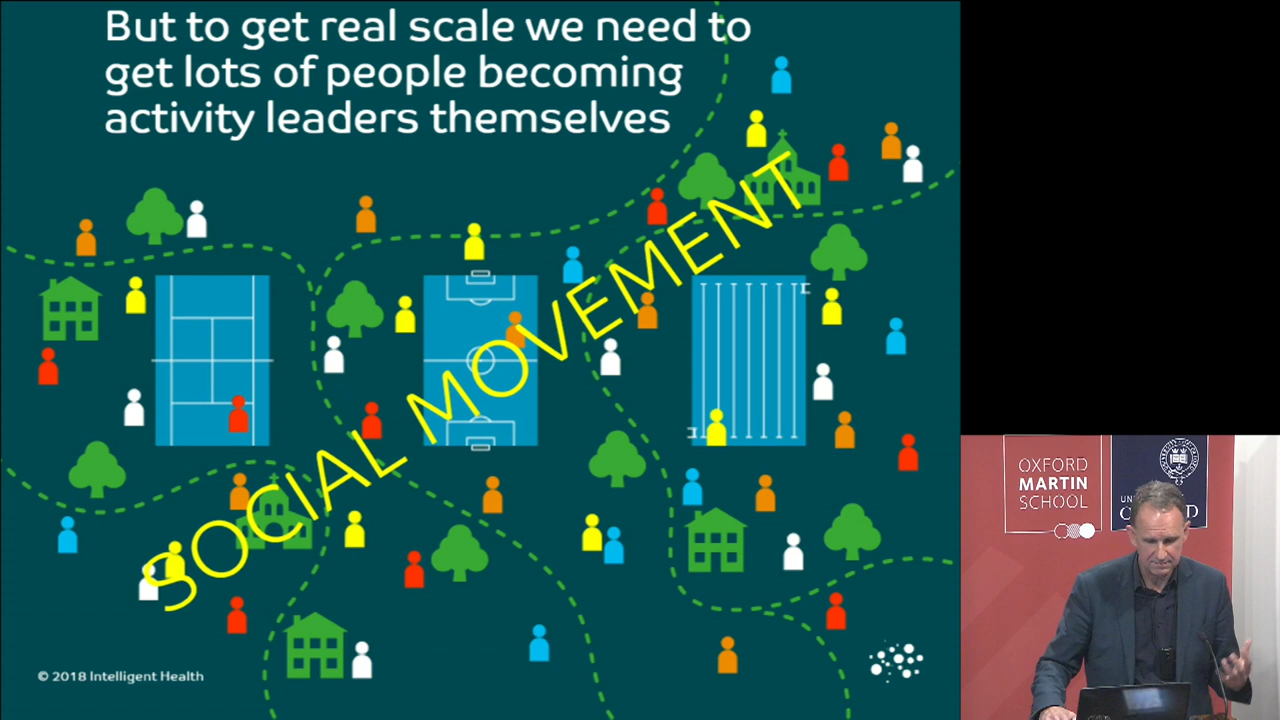 But to get real scale we need to
get lots of people becoming
activity leaders themselves
SOCIAL MOVEMENT
© 2018 Intelligent Health
OXFORD
MARTIN
SCHOOL